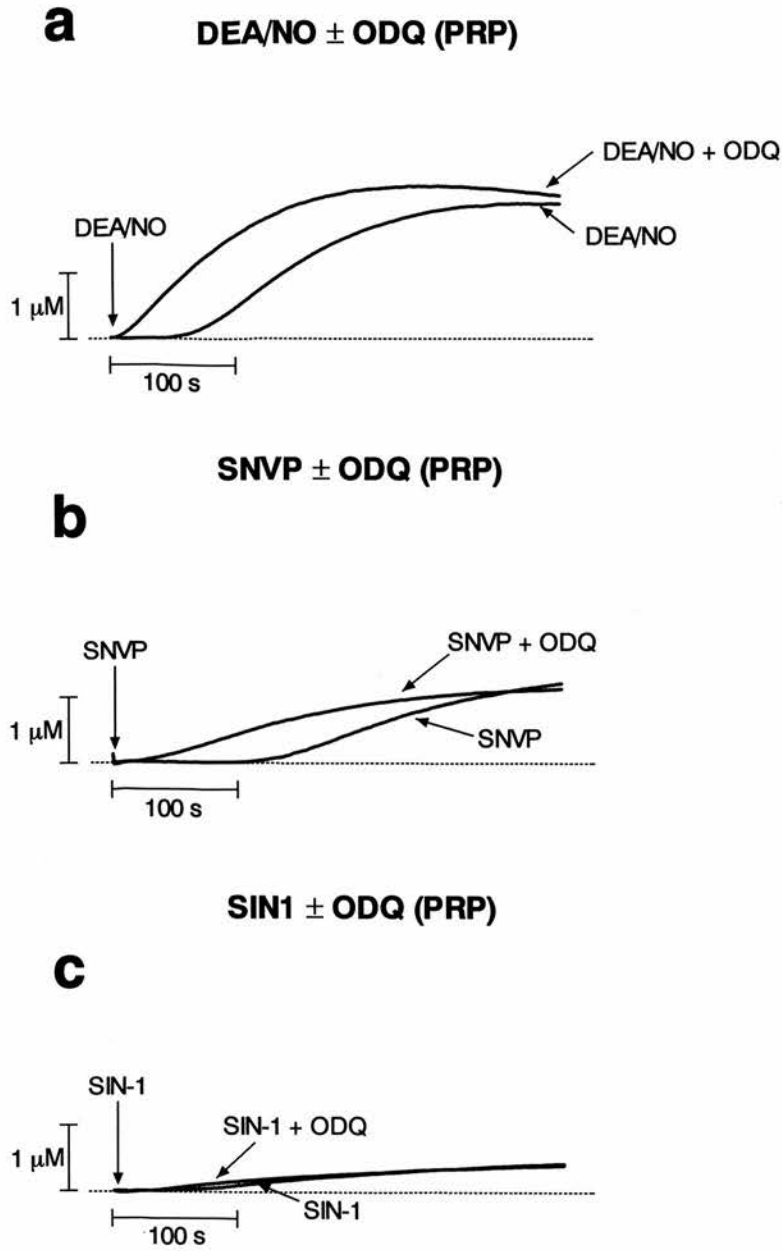 a
DEA/NO ± ODQ (PRP)
DEA/NO + ODQ
DEA/NO
DEA/NO
1 μM
100 s
SNVP ± ODQ (PRP)
b
SNVP
SNVP + ODQ
1 μM
SNVP
100 s
SIN1 ± ODQ (PRP)
c
SIN-1
SIN-1 + ODQ
1 μM
SIN-1
100 s